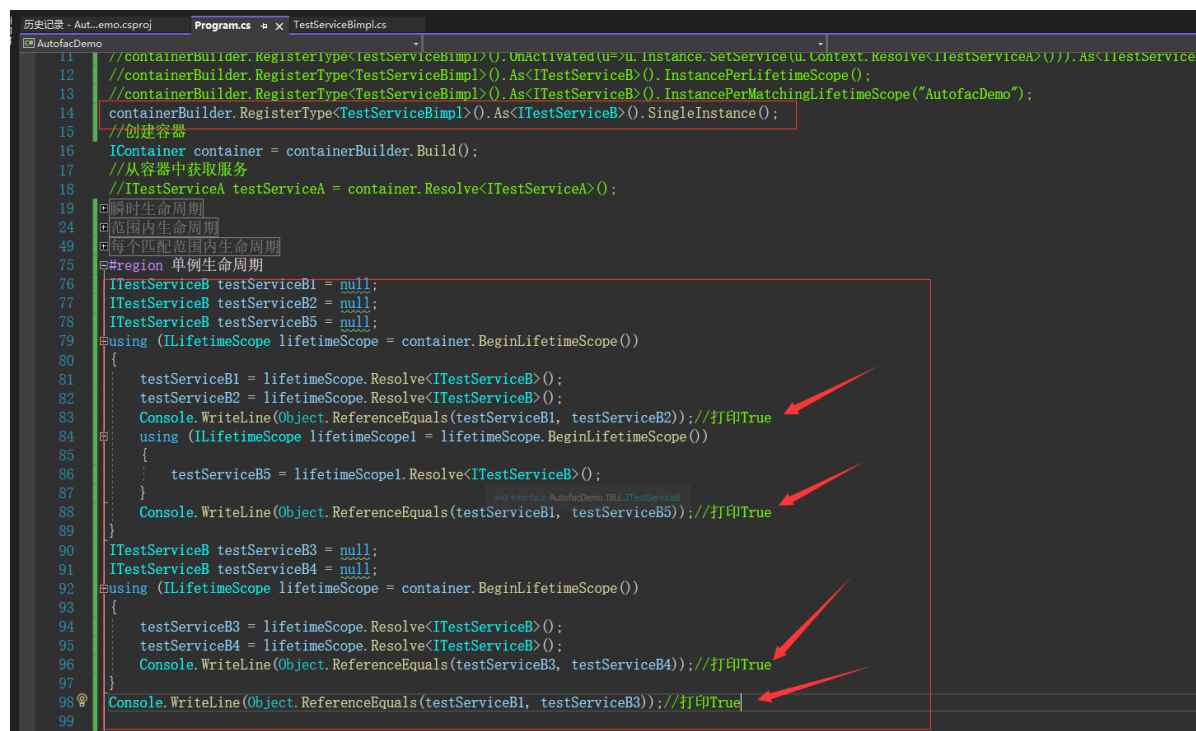 历史记录 - Aut...emo.csproj
Program.cs
TestServiceBimpl.cs
AutofacDemo
11 //containerBuilder.RegisterType<TestServiceBimpl>().OnActivated(u=>u.Instance.SetService(u.Context.Resolve<ITestServiceA>())).As<ITestService
12 //containerBuilder.RegisterType<TestServiceBimpl>().As<ITestServiceB>().InstancePerLifetimeScope();
13 //containerBuilder.RegisterType<TestServiceBimpl>().As<ITestServiceB>().InstancePerMatchingLifetimeScope("AutofacDemo");
14 containerBuilder.RegisterType<TestServiceBimpl>().As<ITestServiceB>().SingleInstance();
15 //创建容器
16 IContainer container = containerBuilder.Build();
17 //从容器中获取服务
18 //ITestServiceA testServiceA = container.Resolve<ITestServiceA>();
19 瞬时生命周期
24 范围内生命周期
49 每个匹配范围内生命周期
75 #region 单例生命周期
76 ITestServiceB testServiceB1 = null;
77 ITestServiceB testServiceB2 = null;
78 ITestServiceB testServiceB5 = null;
79 using (ILifetimeScope lifetimeScope = container.BeginLifetimeScope())
80 {
81 testServiceB1 = lifetimeScope.Resolve<ITestServiceB>();
82 testServiceB2 = lifetimeScope.Resolve<ITestServiceB>();
83 Console.WriteLine(Object.ReferenceEquals(testServiceB1, testServiceB2));//打印True
84 using (ILifetimeScope lifetimeScope1 = lifetimeScope.BeginLifetimeScope())
85 {
86 testServiceB5 = lifetimeScope1.Resolve<ITestServiceB>();
87 }
interface AutofacDemo.IBLL.ITestServiceB
88 Console.WriteLine(Object.ReferenceEquals(testServiceB1, testServiceB5));//打印True
89 }
90 ITestServiceB testServiceB3 = null;
91 ITestServiceB testServiceB4 = null;
92 using (ILifetimeScope lifetimeScope = container.BeginLifetimeScope())
93 {
94 testServiceB3 = lifetimeScope.Resolve<ITestServiceB>();
95 testServiceB4 = lifetimeScope.Resolve<ITestServiceB>();
96 Console.WriteLine(Object.ReferenceEquals(testServiceB3, testServiceB4));//打印True
97 }
98 Console.WriteLine(Object.ReferenceEquals(testServiceB1, testServiceB3));//打印True
99